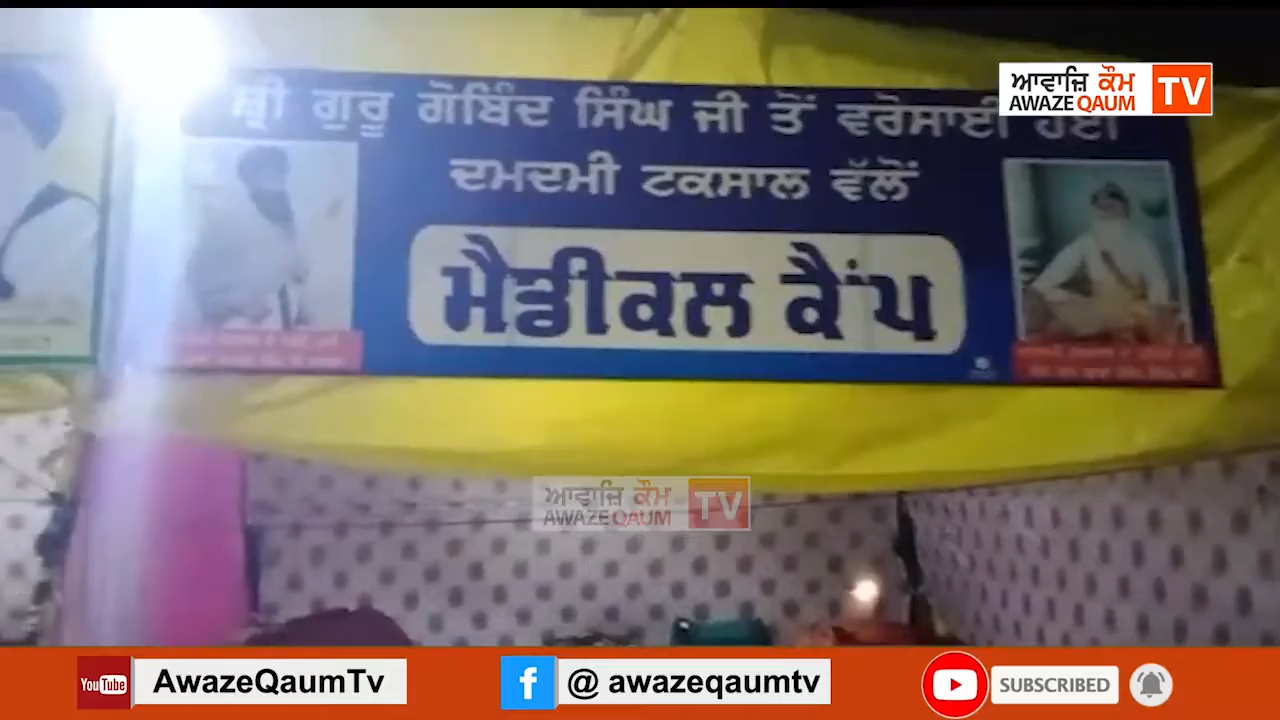 ਆਵਾਜ਼ਿ ਕੌਮ
AWAZE QAUM TV
ਸ਼੍ਰੀ ਗੁਰੂ ਗੋਬਿੰਦ ਸਿੰਘ ਜੀ ਤੋਂ ਵਰੋਸਾਈ ਹੋਈ
ਦਮਦਮੀ ਟਕਸਾਲ ਵੱਲੋਂ
ਮੈਡੀਕਲ ਕੈਂਪ
ਆਵਾਜ਼ਿ ਕੌਮ
AWAZE QAUM TV
YouTube AwazeQaumTv
f @ awazeqaumtv
SUBSCRIBED